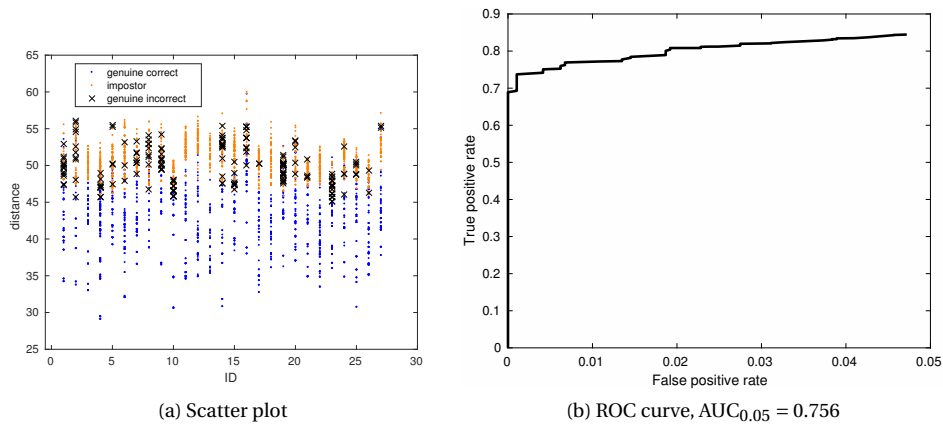 65
60
55
50
45
40
35
30
25
0 5 10 15 20 25 30
distance
ID
genuine correct
impostor
genuine incorrect
(a) Scatter plot
0.9
0.8
0.7
0.6
0.5
0.4
0.3
0.2
0.1
0
0 0.01 0.02 0.03 0.04 0.05
True positive rate
False positive rate
(b) ROC curve, AUC0.05 = 0.756